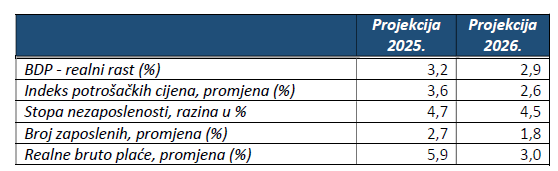 Projekcija 2025. Projekcija 2026.
BDP - realni rast (%) 3,2 2,9
Indeks potrošačkih cijena, promjena (%) 3,6 2,6
Stopa nezaposlenosti, razina u % 4,7 4,5
Broj zaposlenih, promjena (%) 2,7 1,8
Realne bruto plaće, promjena (%) 5,9 3,0